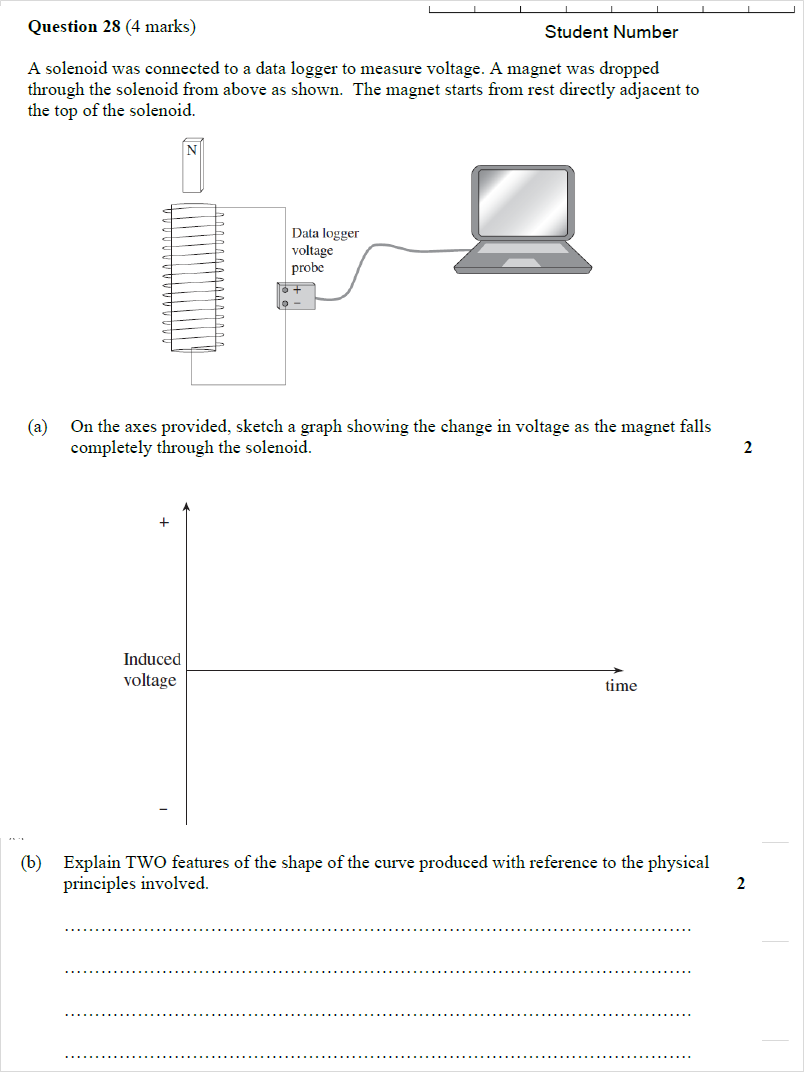 Question 28 (4 marks)
Student Number
A solenoid was connected to a data logger to measure voltage. A magnet was dropped
through the solenoid from above as shown. The magnet starts from rest directly adjacent to
the top of the solenoid.
N
Data logger
voltage
probe
+
−
(a) On the axes provided, sketch a graph showing the change in voltage as the magnet falls
completely through the solenoid.
2
+
Induced
voltage
time
−
(b) Explain TWO features of the shape of the curve produced with reference to the physical
principles involved.
2